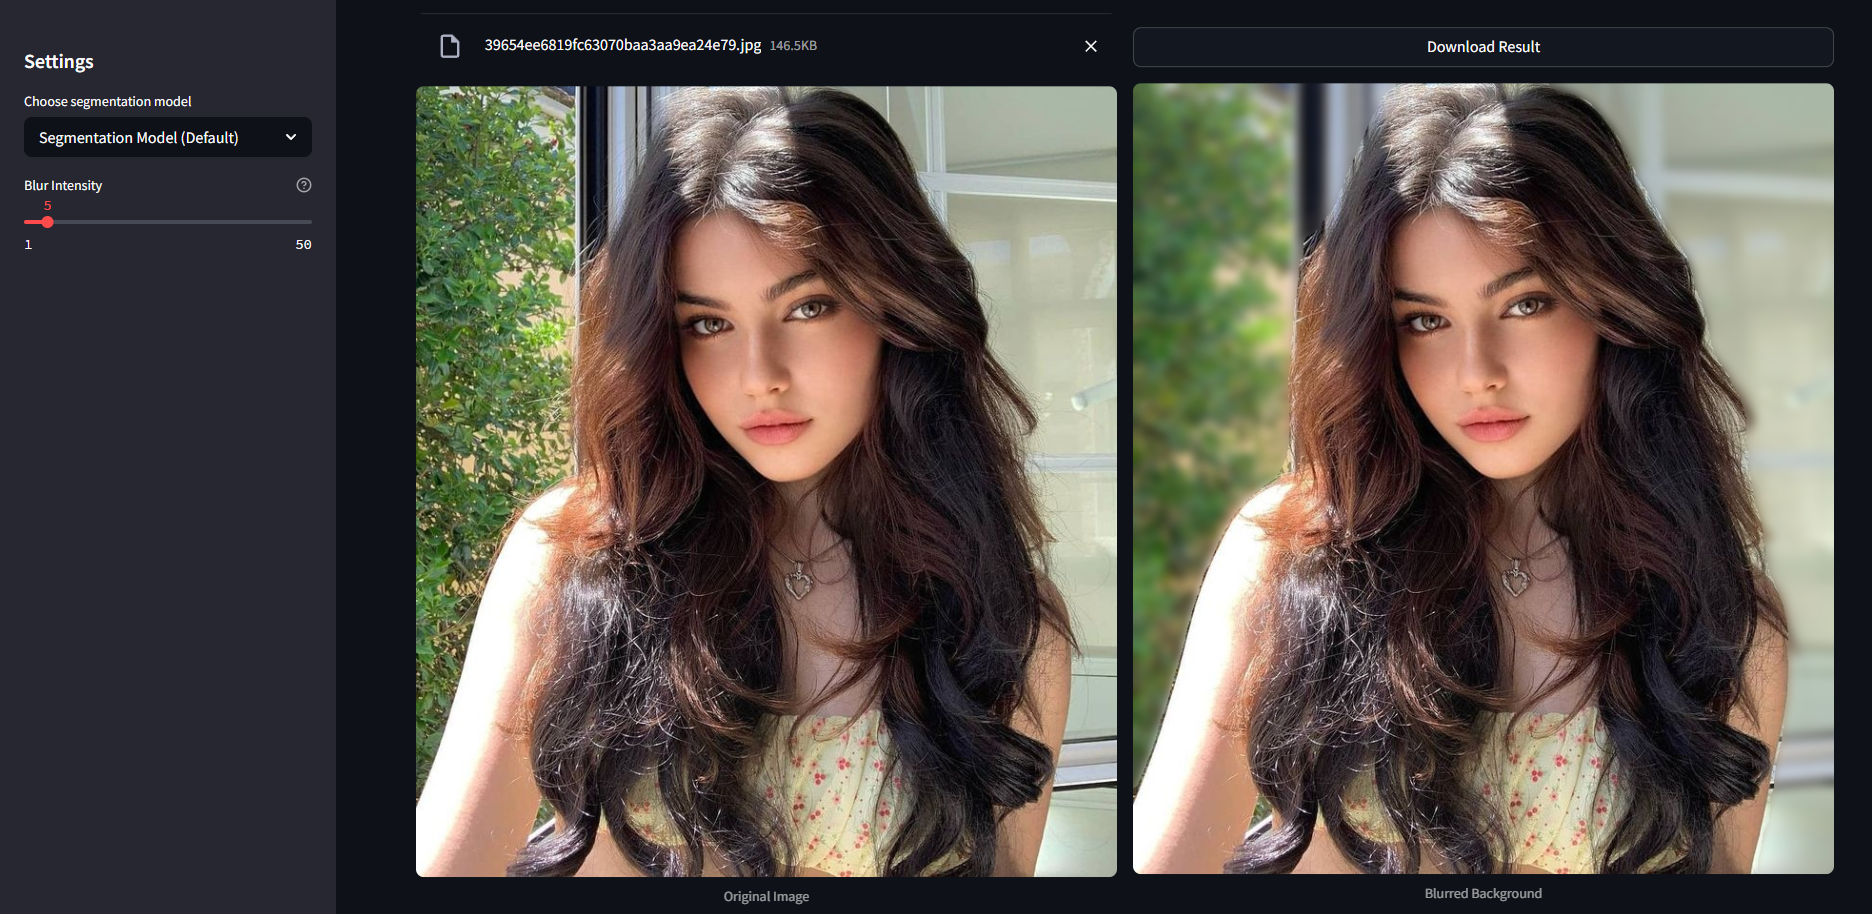 Settings
Choose segmentation model
Segmentation Model (Default)
Blur Intensity
5
1 50
39654ee6819fc63070baa3aa9ea24e79.jpg 146.5KB
Download Result
Original Image
Blurred Background